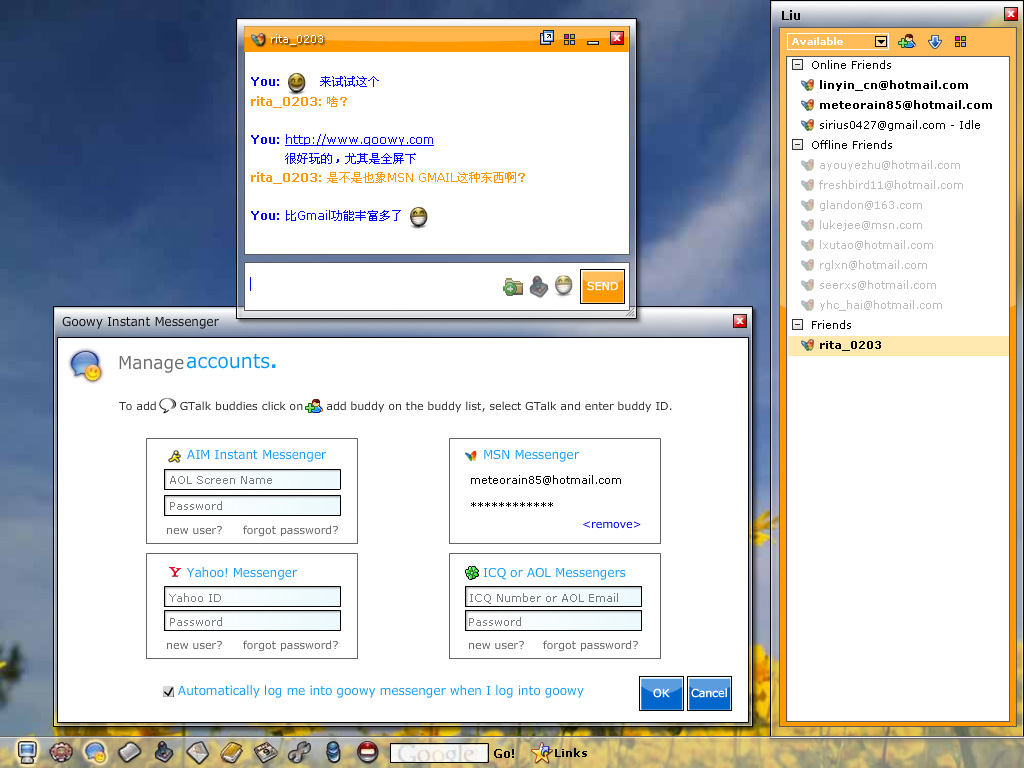 rita_0203
You: 来试试这个
rita_0203: 啥?
You: http://www.goowy.com
很好玩的，尤其是全屏下
rita_0203: 是不是也象MSN GMAIL这种东西啊?
You: 比Gmail功能丰富多了
SEND
Liu
Available
Online Friends
linyin_cn@hotmail.com
meteorain85@hotmail.com
sirius0427@gmail.com - Idle
Offline Friends
ayouyezhu@hotmail.com
freshbird11@hotmail.com
glandon@163.com
lukejee@msn.com
lxutao@hotmail.com
rglxn@hotmail.com
seerxs@hotmail.com
yhc_hai@hotmail.com
Friends
rita_0203
Goowy Instant Messenger
Manage accounts.
To add GTalk buddies click on add buddy on the buddy list, select GTalk and enter buddy ID.
AIM Instant Messenger
AOL Screen Name
Password
new user? forgot password?
MSN Messenger
meteorain85@hotmail.com
************
<remove>
Yahoo! Messenger
Yahoo ID
Password
new user? forgot password?
ICQ or AOL Messengers
ICQ Number or AOL Email
Password
new user? forgot password?
Automatically log me into goowy messenger when I log into goowy
OK
Cancel
Google
Go!
Links